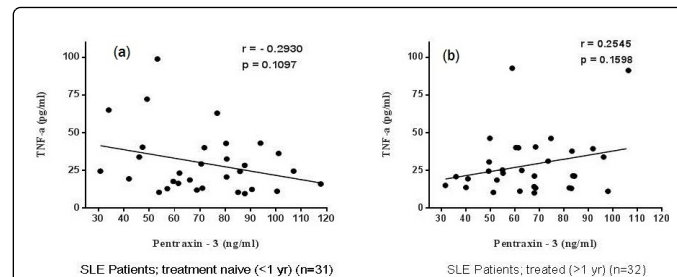 (a)
r = - 0.2930
p = 0.1097
100
75
50
25
0
TNF-a (pg/ml)
30 40 50 60 70 80 90 100 110 120
Pentraxin - 3 (ng/ml)
SLE Patients; treatment naive (<1 yr) (n=31)
(b)
r = 0.2545
p = 0.1598
100
75
50
25
0
TNF-a (pg/ml)
30 40 50 60 70 80 90 100 110 120
Pentraxin - 3 (ng/ml)
SLE Patients; treated (>1 yr) (n=32)